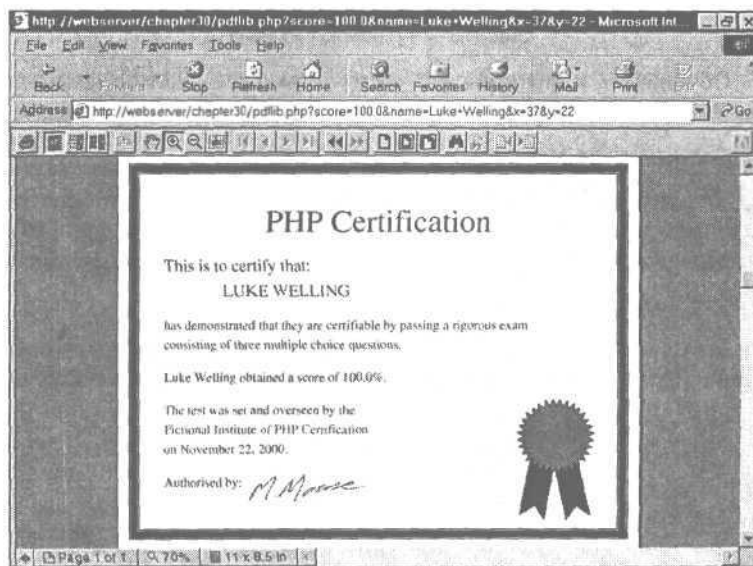 http://webserver/chapter30/pdflib.php?score=100.0&name=Luke+Welling&x=37&y=22 - Microsoft Int...
File Edit View Favorites Tools Help
Back Forward Stop Refresh Home Search Favorites History Mail Print Edit
Address http://webserver/chapter30/pdflib.php?score=100.0&name=Luke+Welling&x=37&y=22 Go
PHP Certification
This is to certify that:
LUKE WELLING
has demonstrated that they are certifiable by passing a rigorous exam
consisting of three multiple choice questions.
Luke Welling obtained a score of 100.0%.
The test was set and overseen by the
Fictional Institute of PHP Certification
on November 22, 2000.
Authorised by:
Page 1 of 1 70% 11 x 8.5 in